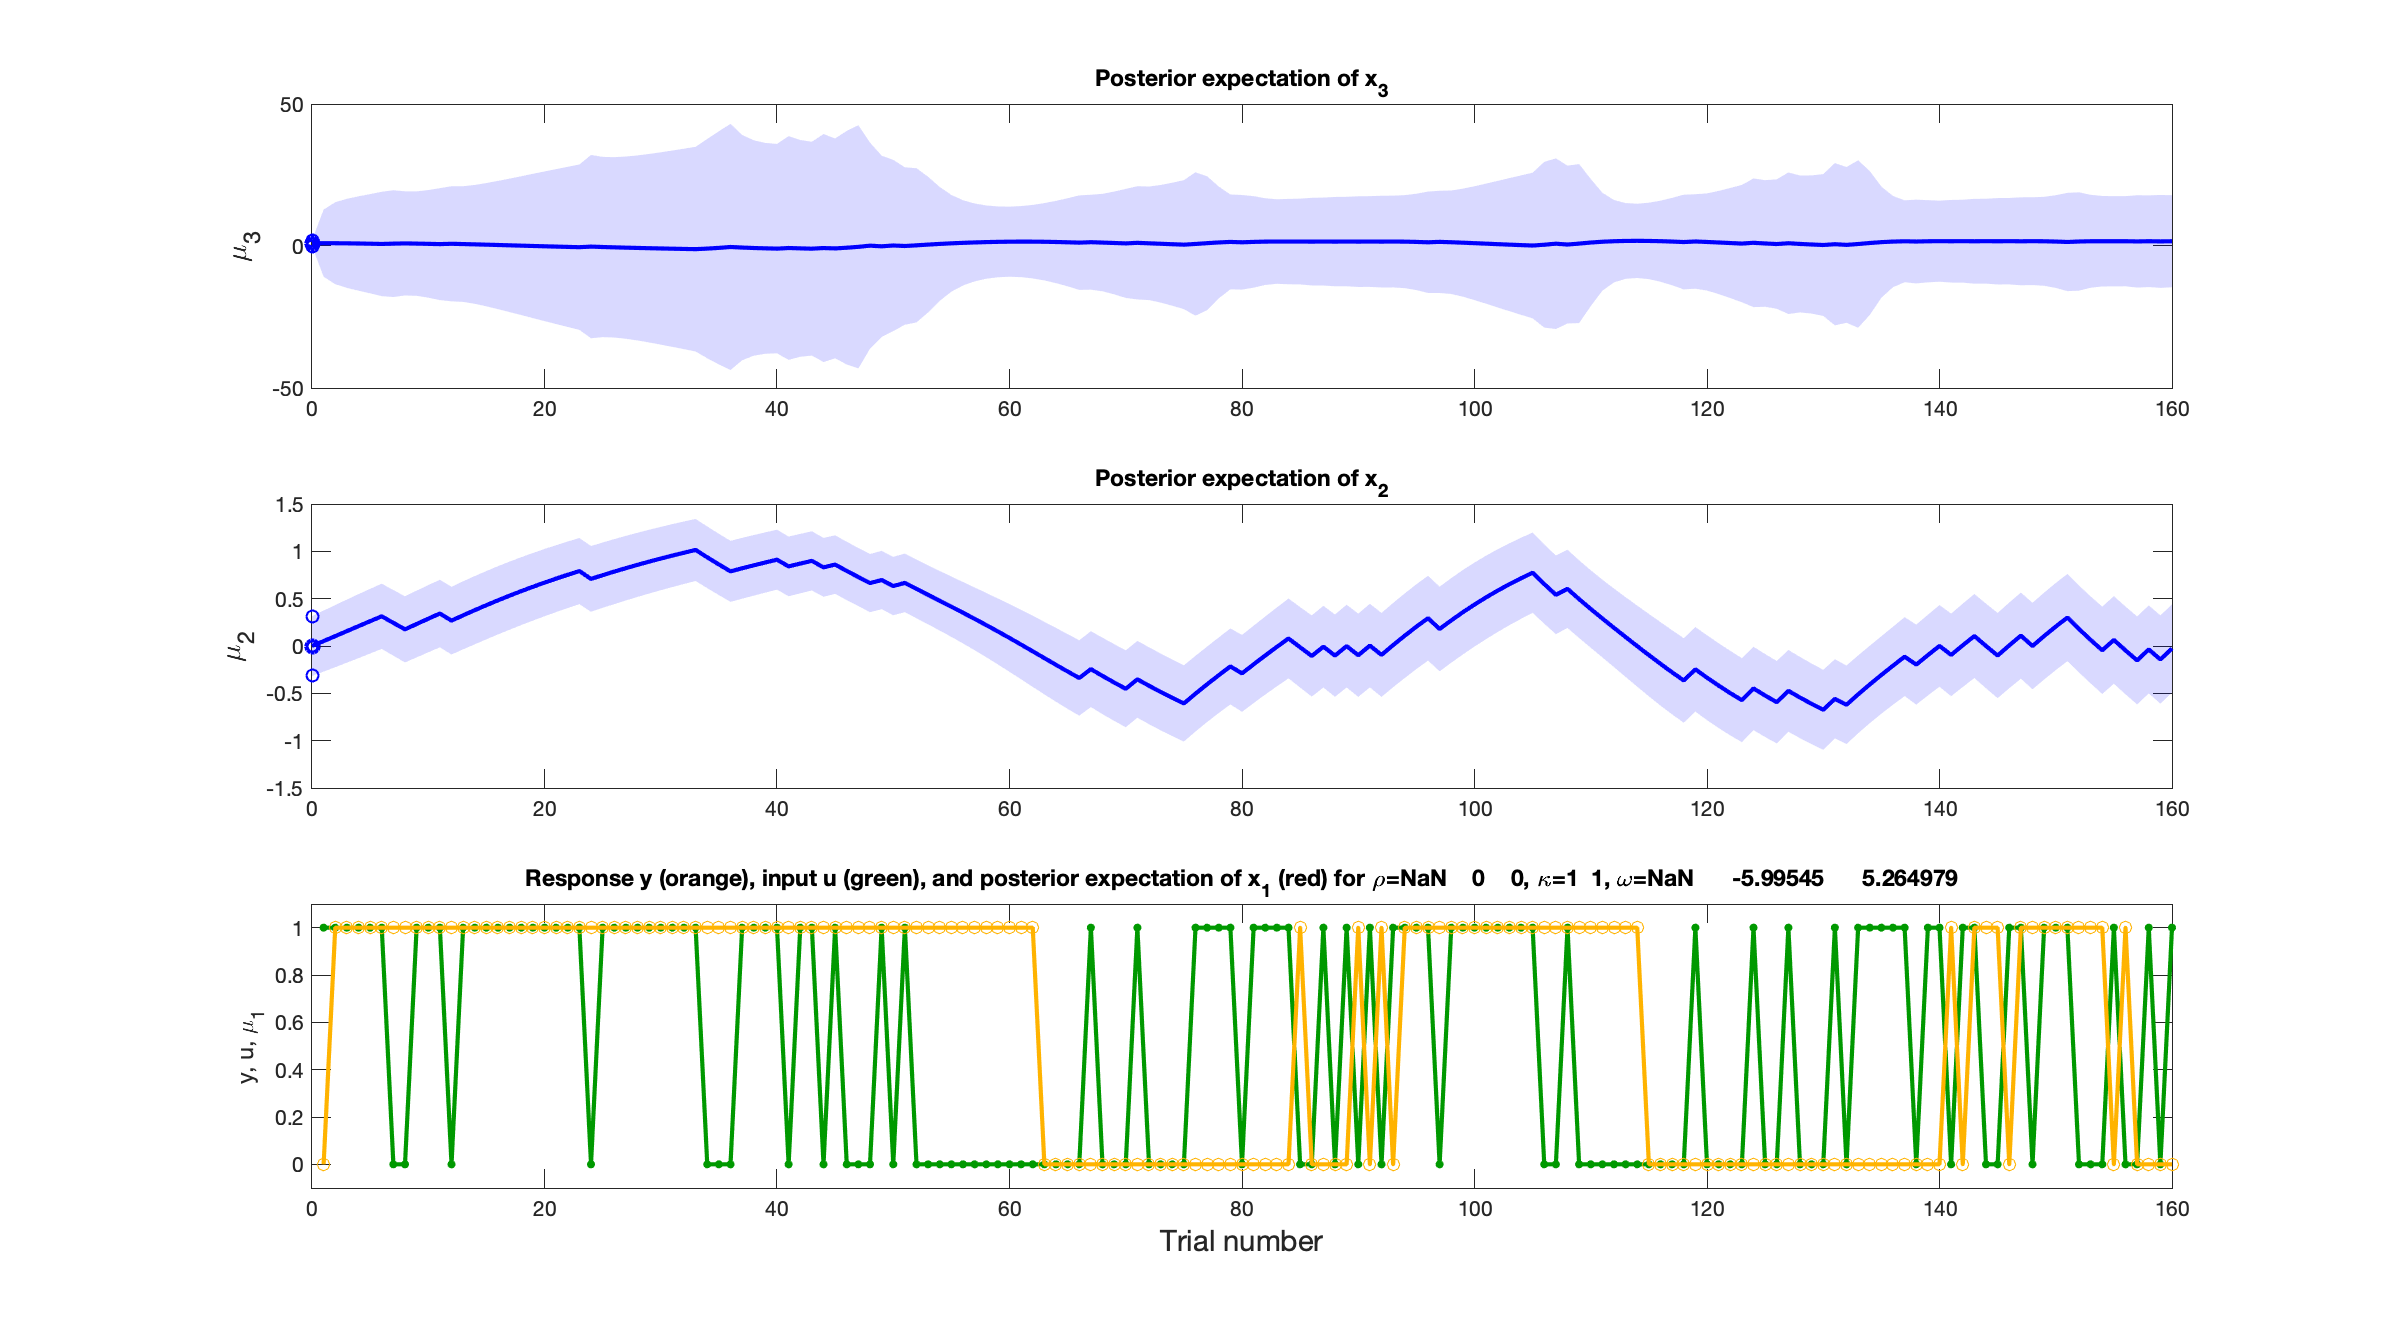 Posterior expectation of x3
50
0
-50
μ3
0 20 40 60 80 100 120 140 160
Posterior expectation of x2
1.5
1
0.5
0
-0.5
-1
-1.5
μ2
0 20 40 60 80 100 120 140 160
Response y (orange), input u (green), and posterior expectation of x1 (red) for ρ=NaN 0 0, κ=1 1, ω=NaN -5.99545 5.264979
1
0.8
0.6
0.4
0.2
0
y, u, μ1
0 20 40 60 80 100 120 140 160
Trial number